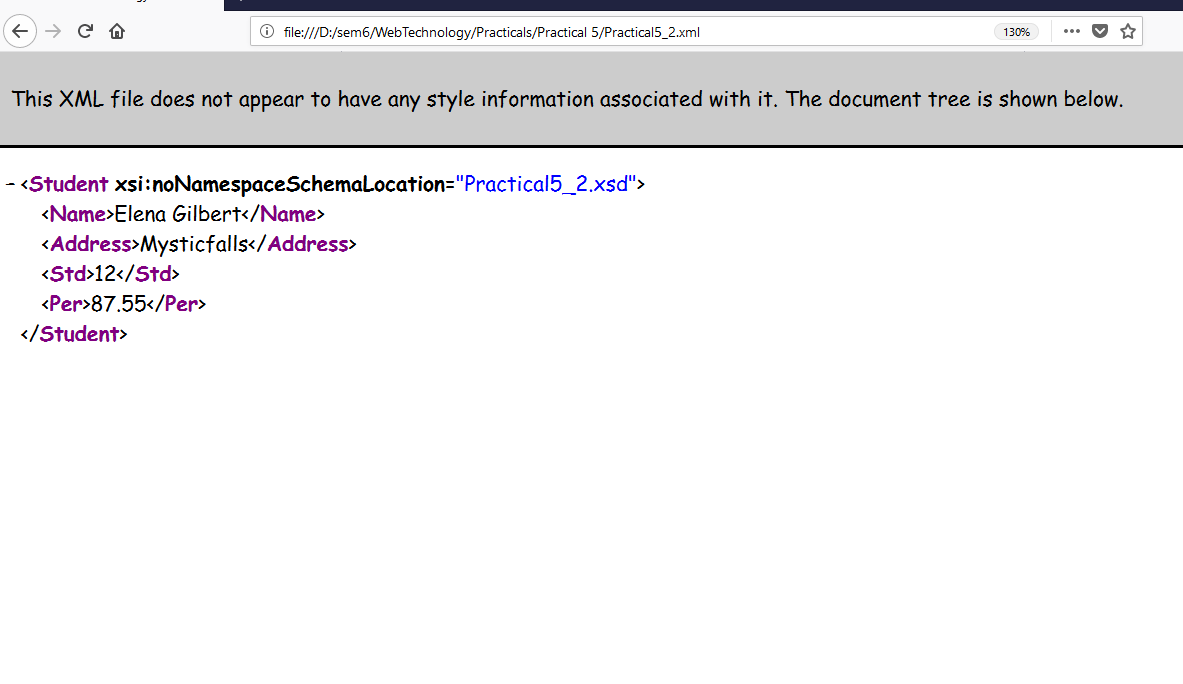 file:///D:/sem6/WebTechnology/Practicals/Practical 5/Practical5_2.xml 130%
This XML file does not appear to have any style information associated with it. The document tree is shown below.
- <Student xsi:noNamespaceSchemaLocation="Practical5_2.xsd">
<Name>Elena Gilbert</Name>
<Address>Mysticfalls</Address>
<Std>12</Std>
<Per>87.55</Per>
</Student>